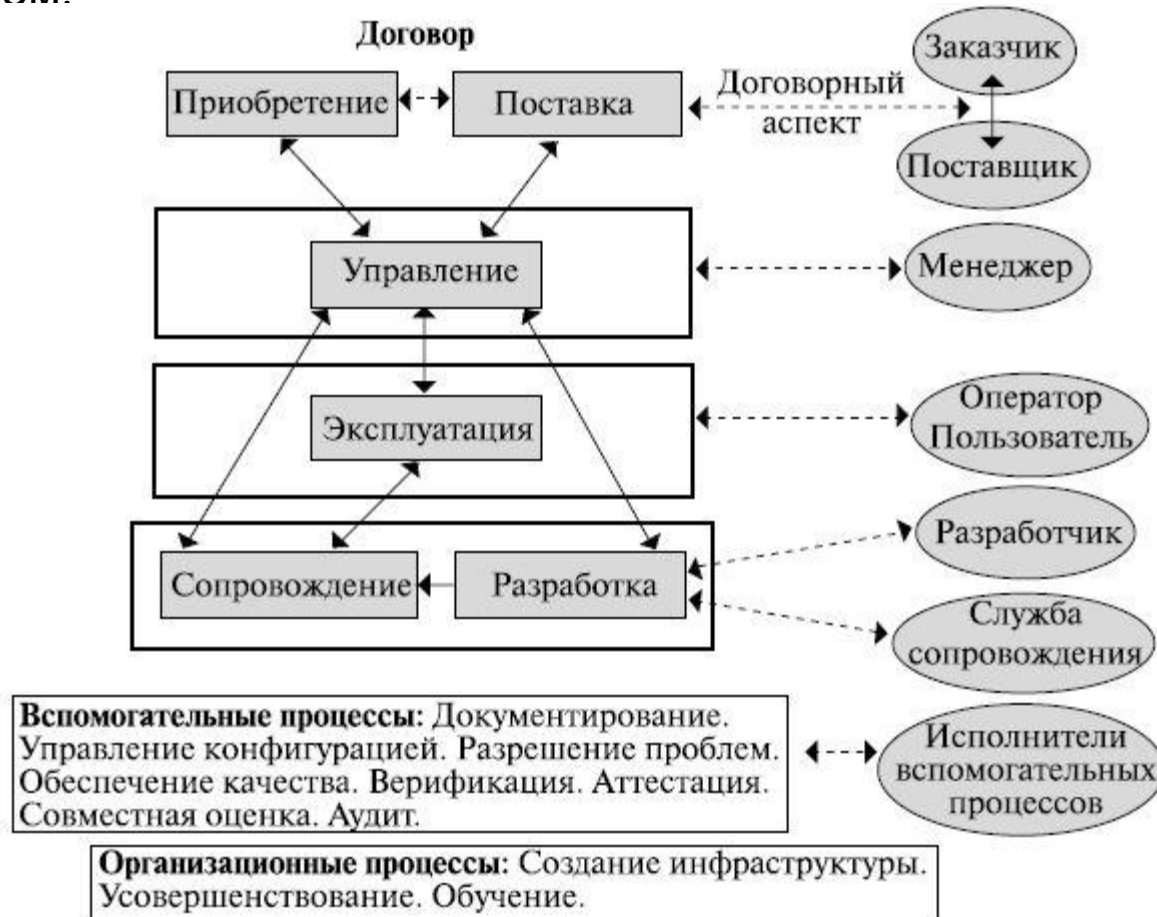 Договор
Заказчик
Приобретение
Поставка
Договорный
аспект
Поставщик
Управление
Менеджер
Эксплуатация
Оператор
Пользователь
Разработчик
Сопровождение
Разработка
Служба
сопровождения
Вспомогательные процессы: Документирование.
Управление конфигурацией. Разрешение проблем.
Обеспечение качества. Верификация. Аттестация.
Совместная оценка. Аудит.
Исполнители
вспомогательных
процессов
Организационные процессы: Создание инфраструктуры.
Усовершенствование. Обучение.